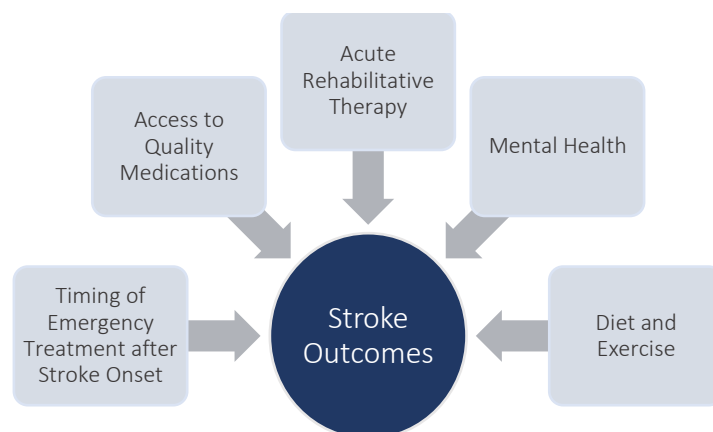 Acute
Rehabilitative
Therapy
Access to
Quality
Medications
Mental Health
Timing of
Emergency
Treatment after
Stroke Onset
Stroke
Outcomes
Diet and
Exercise